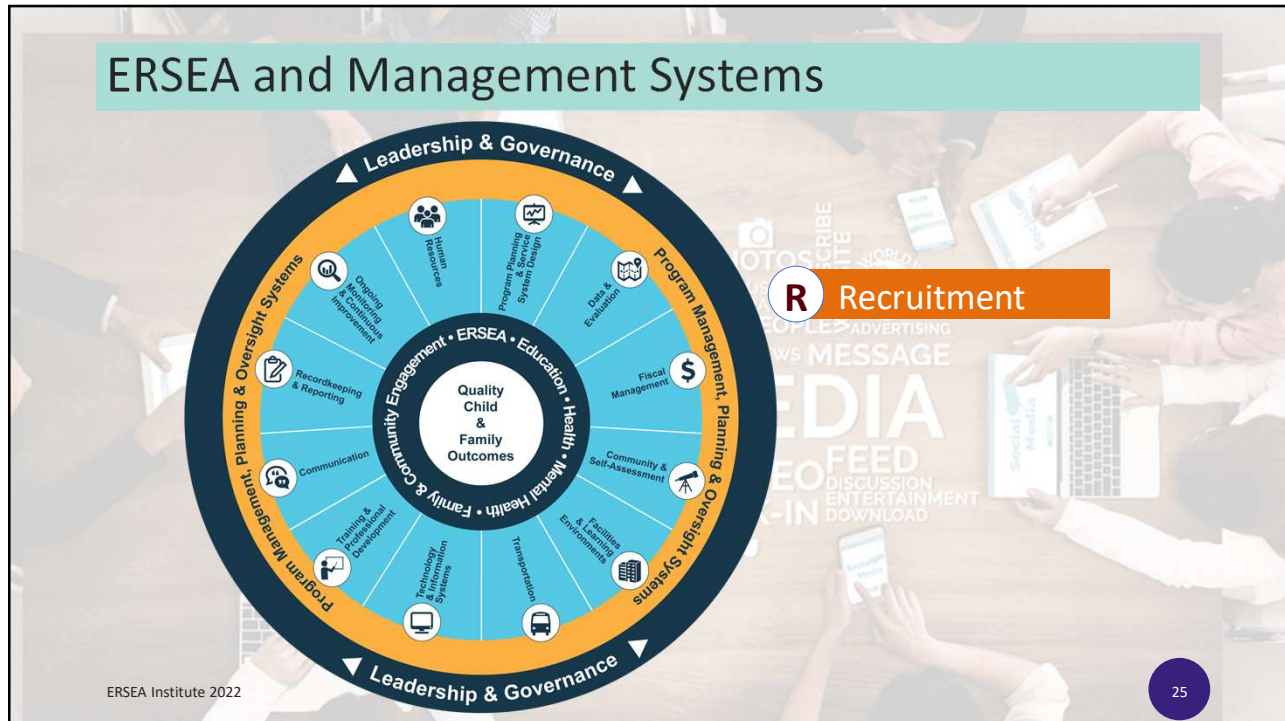 ERSEA and Management Systems
Leadership & Governance
Program Management, Planning & Oversight Systems
Program Management, Planning & Oversight Systems
Leadership & Governance
Human
Resources
Program Planning
& Service
System Design
Data &
Evaluation
Fiscal
Management
Community &
Self-Assessment
Facilities
& Learning
Environments
Transportation
Technology
& Information
Systems
Training &
Professional
Development
Communication
Recordkeeping
& Reporting
Ongoing
Monitoring
& Continuous
Improvement
$
Family & Community Engagement • ERSEA • Education • Health • Mental Health •
Quality
Child
&
Family
Outcomes
R Recruitment
WORLD
ADVERTISING
MESSAGE
FEED
DISCUSSION
ENTERTAINMENT
DOWNLOAD
Social
Media
ERSEA Institute 2022
25